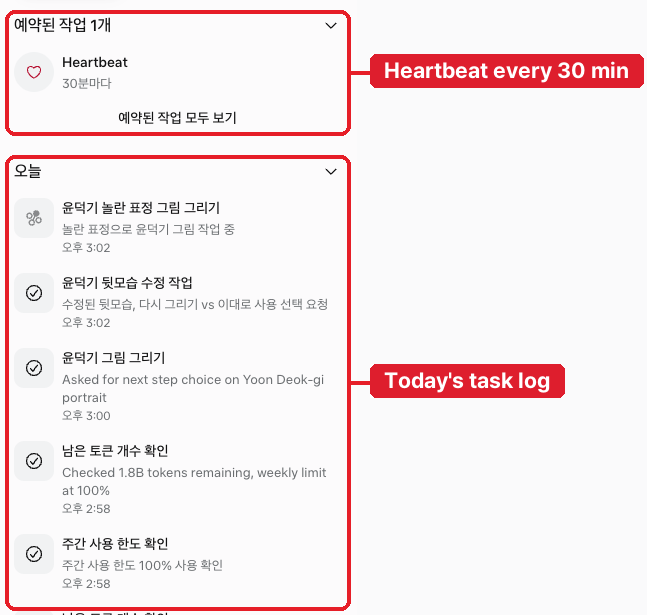 예약된 작업 1개
Heartbeat
30분마다
Heartbeat every 30 min
예약된 작업 모두 보기
오늘
윤덕기 놀란 표정 그림 그리기
놀란 표정으로 윤덕기 그림 작업 중
오후 3:02
윤덕기 뒷모습 수정 작업
수정된 뒷모습, 다시 그리기 vs 이대로 사용 선택 요청
오후 3:02
윤덕기 그림 그리기
Asked for next step choice on Yoon Deok-gi
portrait
오후 3:00
Today's task log
남은 토큰 개수 확인
Checked 1.8B tokens remaining, weekly limit
at 100%
오후 2:58
주간 사용 한도 확인
주간 사용 한도 100% 사용 확인
오후 2:58